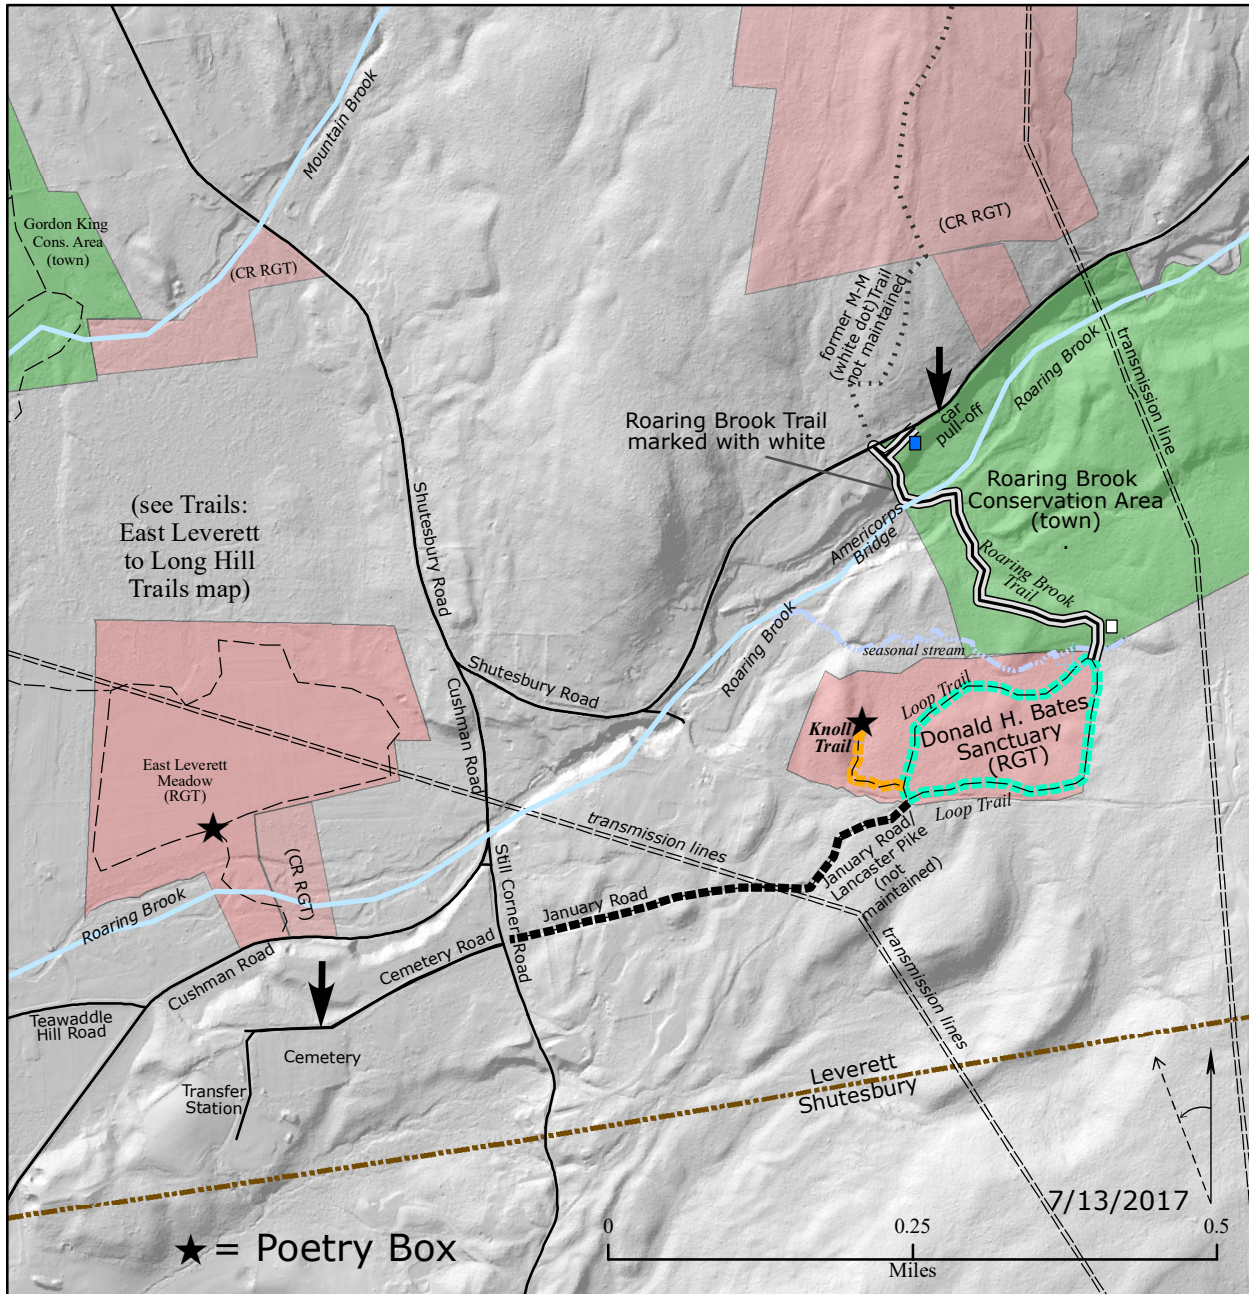 Mountain Brook
Gordon King
Cons. Area
(town)
(CR RGT)
(CR RGT)
former M-M
(white dot)Trail
not maintained
transmission line
Roaring Brook
car
pull-off
Roaring Brook Trail
marked with white
Roaring Brook
Conservation Area
(town)
(see Trails:
East Leverett
to Long Hill
Trails map)
Shutesbury Road
Americorps
Bridge
Roaring Brook
Trail
Roaring Brook
seasonal stream
Shutesbury Road
Cushman Road
Loop Trail
Knoll
Trail
Donald H. Bates
Sanctuary
(RGT)
Loop Trail
East Leverett
Meadow
(RGT)
transmission lines
(CR RGT)
Still Corner Road
January Road/
Lancaster Pike
(not
maintained)
January Road
Roaring Brook
Cushman Road
Cemetery Road
transmission lines
Teawaddle
Hill Road
Cemetery
Transfer
Station
Leverett
Shutesbury
7/13/2017
= Poetry Box
0 0.25 0.5
Miles